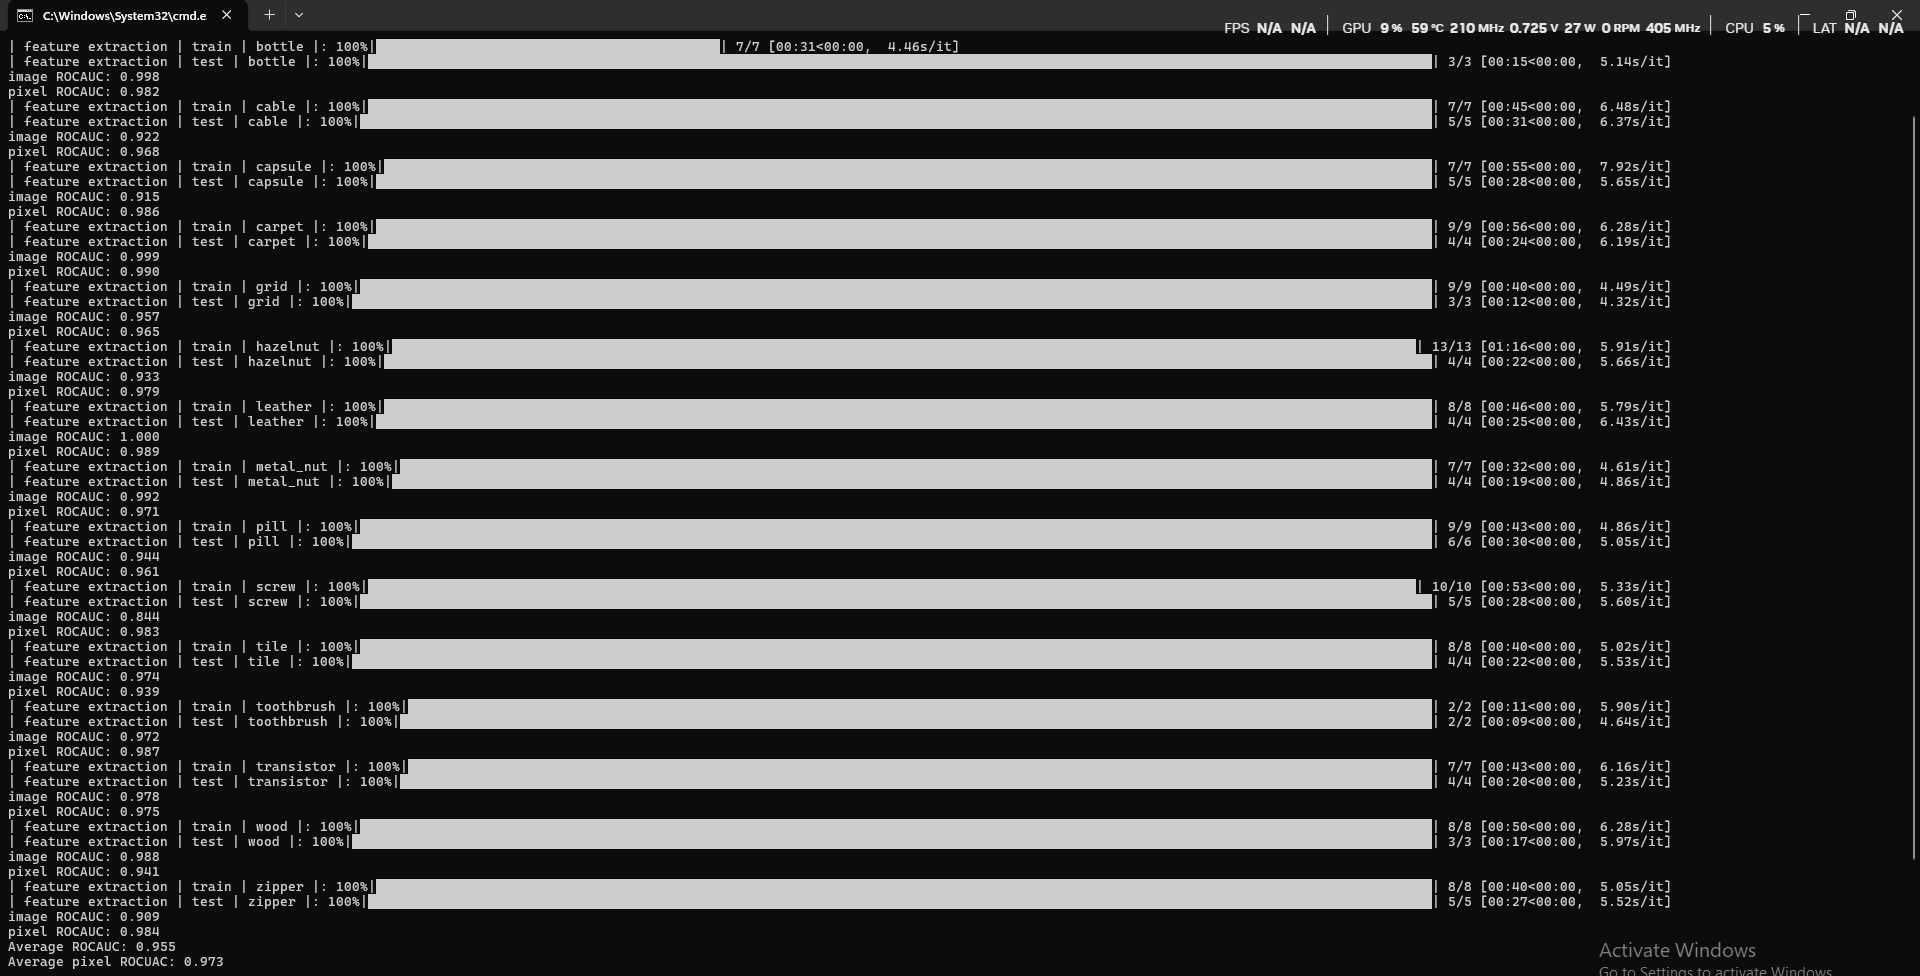 C:\Windows\System32\cmd.e
FPS N/A N/A | GPU 9% 59°C 210MHz 0.725V 27W 0RPM 405MHz | CPU 5% | LAT N/A N/A
| feature extraction | train | bottle |: 100%| | 7/7 [00:31<00:00, 4.46s/it]
| feature extraction | test | bottle |: 100%| | 3/3 [00:15<00:00, 5.14s/it]
image ROCAUC: 0.998
pixel ROCAUC: 0.982
| feature extraction | train | cable |: 100%| | 7/7 [00:45<00:00, 6.48s/it]
| feature extraction | test | cable |: 100%| | 5/5 [00:31<00:00, 6.37s/it]
image ROCAUC: 0.922
pixel ROCAUC: 0.968
| feature extraction | train | capsule |: 100%| | 7/7 [00:55<00:00, 7.92s/it]
| feature extraction | test | capsule |: 100%| | 5/5 [00:28<00:00, 5.65s/it]
image ROCAUC: 0.915
pixel ROCAUC: 0.986
| feature extraction | train | carpet |: 100%| | 9/9 [00:56<00:00, 6.28s/it]
| feature extraction | test | carpet |: 100%| | 4/4 [00:24<00:00, 6.19s/it]
image ROCAUC: 0.999
pixel ROCAUC: 0.990
| feature extraction | train | grid |: 100%| | 9/9 [00:40<00:00, 4.49s/it]
| feature extraction | test | grid |: 100%| | 3/3 [00:12<00:00, 4.32s/it]
image ROCAUC: 0.957
pixel ROCAUC: 0.965
| feature extraction | train | hazelnut |: 100%| | 13/13 [01:16<00:00, 5.91s/it]
| feature extraction | test | hazelnut |: 100%| | 4/4 [00:22<00:00, 5.66s/it]
image ROCAUC: 0.933
pixel ROCAUC: 0.979
| feature extraction | train | leather |: 100%| | 8/8 [00:46<00:00, 5.79s/it]
| feature extraction | test | leather |: 100%| | 4/4 [00:25<00:00, 6.43s/it]
image ROCAUC: 1.000
pixel ROCAUC: 0.989
| feature extraction | train | metal_nut |: 100%| | 7/7 [00:32<00:00, 4.61s/it]
| feature extraction | test | metal_nut |: 100%| | 4/4 [00:19<00:00, 4.86s/it]
image ROCAUC: 0.992
pixel ROCAUC: 0.971
| feature extraction | train | pill |: 100%| | 9/9 [00:43<00:00, 4.86s/it]
| feature extraction | test | pill |: 100%| | 6/6 [00:30<00:00, 5.05s/it]
image ROCAUC: 0.944
pixel ROCAUC: 0.961
| feature extraction | train | screw |: 100%| | 10/10 [00:53<00:00, 5.33s/it]
| feature extraction | test | screw |: 100%| | 5/5 [00:28<00:00, 5.60s/it]
image ROCAUC: 0.844
pixel ROCAUC: 0.983
| feature extraction | train | tile |: 100%| | 8/8 [00:40<00:00, 5.02s/it]
| feature extraction | test | tile |: 100%| | 4/4 [00:22<00:00, 5.53s/it]
image ROCAUC: 0.974
pixel ROCAUC: 0.939
| feature extraction | train | toothbrush |: 100%| | 2/2 [00:11<00:00, 5.90s/it]
| feature extraction | test | toothbrush |: 100%| | 2/2 [00:09<00:00, 4.64s/it]
image ROCAUC: 0.972
pixel ROCAUC: 0.987
| feature extraction | train | transistor |: 100%| | 7/7 [00:43<00:00, 6.16s/it]
| feature extraction | test | transistor |: 100%| | 4/4 [00:20<00:00, 5.23s/it]
image ROCAUC: 0.978
pixel ROCAUC: 0.975
| feature extraction | train | wood |: 100%| | 8/8 [00:50<00:00, 6.28s/it]
| feature extraction | test | wood |: 100%| | 3/3 [00:17<00:00, 5.97s/it]
image ROCAUC: 0.988
pixel ROCAUC: 0.941
| feature extraction | train | zipper |: 100%| | 8/8 [00:40<00:00, 5.05s/it]
| feature extraction | test | zipper |: 100%| | 5/5 [00:27<00:00, 5.52s/it]
image ROCAUC: 0.909
pixel ROCAUC: 0.984
Average ROCAUC: 0.955
Average pixel ROCUAC: 0.973
Activate Windows
Go to Settings to activate Windows